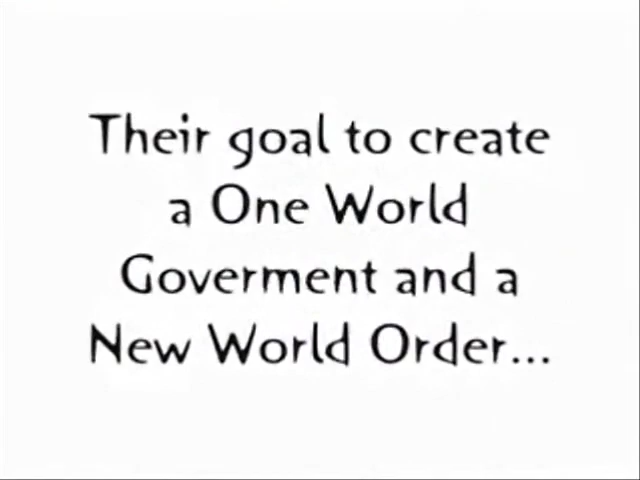 Their goal to create
a One World
Goverment and a
New World Order...